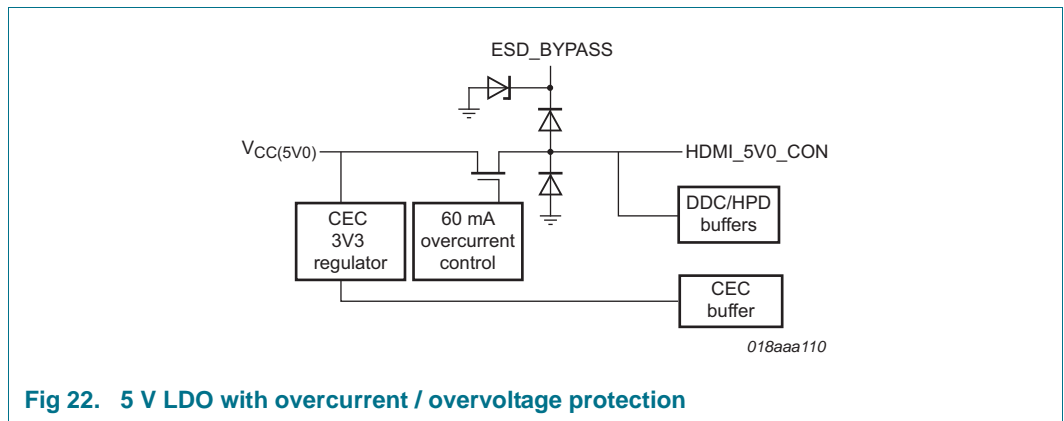 ESD_BYPASS
VCC(5V0)
HDMI_5V0_CON
CEC
3V3
regulator
60 mA
overcurrent
control
DDC/HPD
buffers
CEC
buffer
018aaa110
Fig 22. 5 V LDO with overcurrent / overvoltage protection